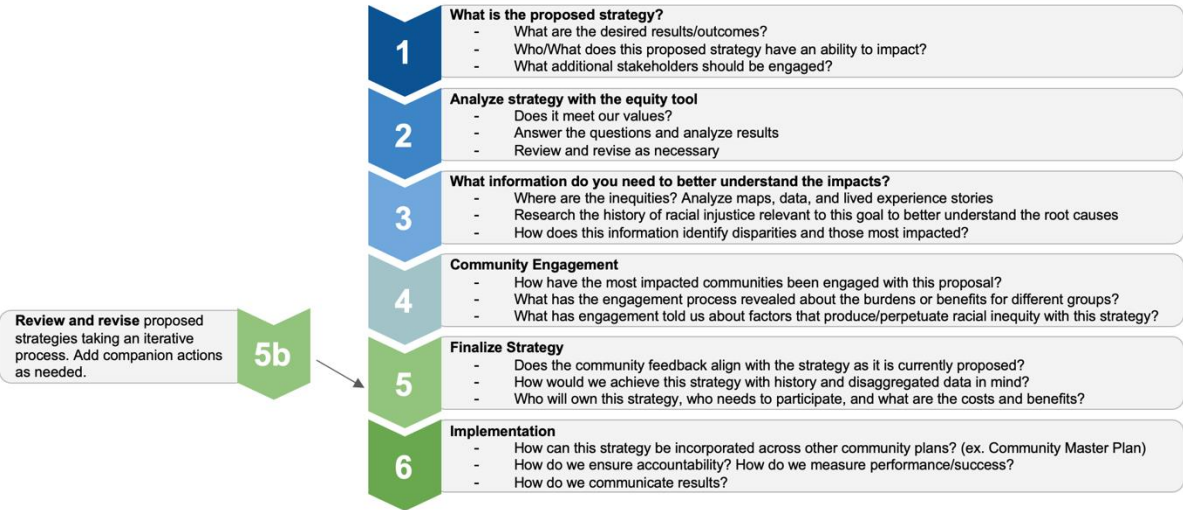 1
What is the proposed strategy?
- What are the desired results/outcomes?
- Who/What does this proposed strategy have an ability to impact?
- What additional stakeholders should be engaged?
2
Analyze strategy with the equity tool
- Does it meet our values?
- Answer the questions and analyze results
- Review and revise as necessary
3
What information do you need to better understand the impacts?
- Where are the inequities? Analyze maps, data, and lived experience stories
- Research the history of racial injustice relevant to this goal to better understand the root causes
- How does this information identify disparities and those most impacted?
4
Community Engagement
- How have the most impacted communities been engaged with this proposal?
- What has the engagement process revealed about the burdens or benefits for different groups?
- What has engagement told us about factors that produce/perpetuate racial inequity with this strategy?
Review and revise proposed
strategies taking an iterative
process. Add companion actions
as needed.
5b
5
Finalize Strategy
- Does the community feedback align with the strategy as it is currently proposed?
- How would we achieve this strategy with history and disaggregated data in mind?
- Who will own this strategy, who needs to participate, and what are the costs and benefits?
6
Implementation
- How can this strategy be incorporated across other community plans? (ex. Community Master Plan)
- How do we ensure accountability? How do we measure performance/success?
- How do we communicate results?